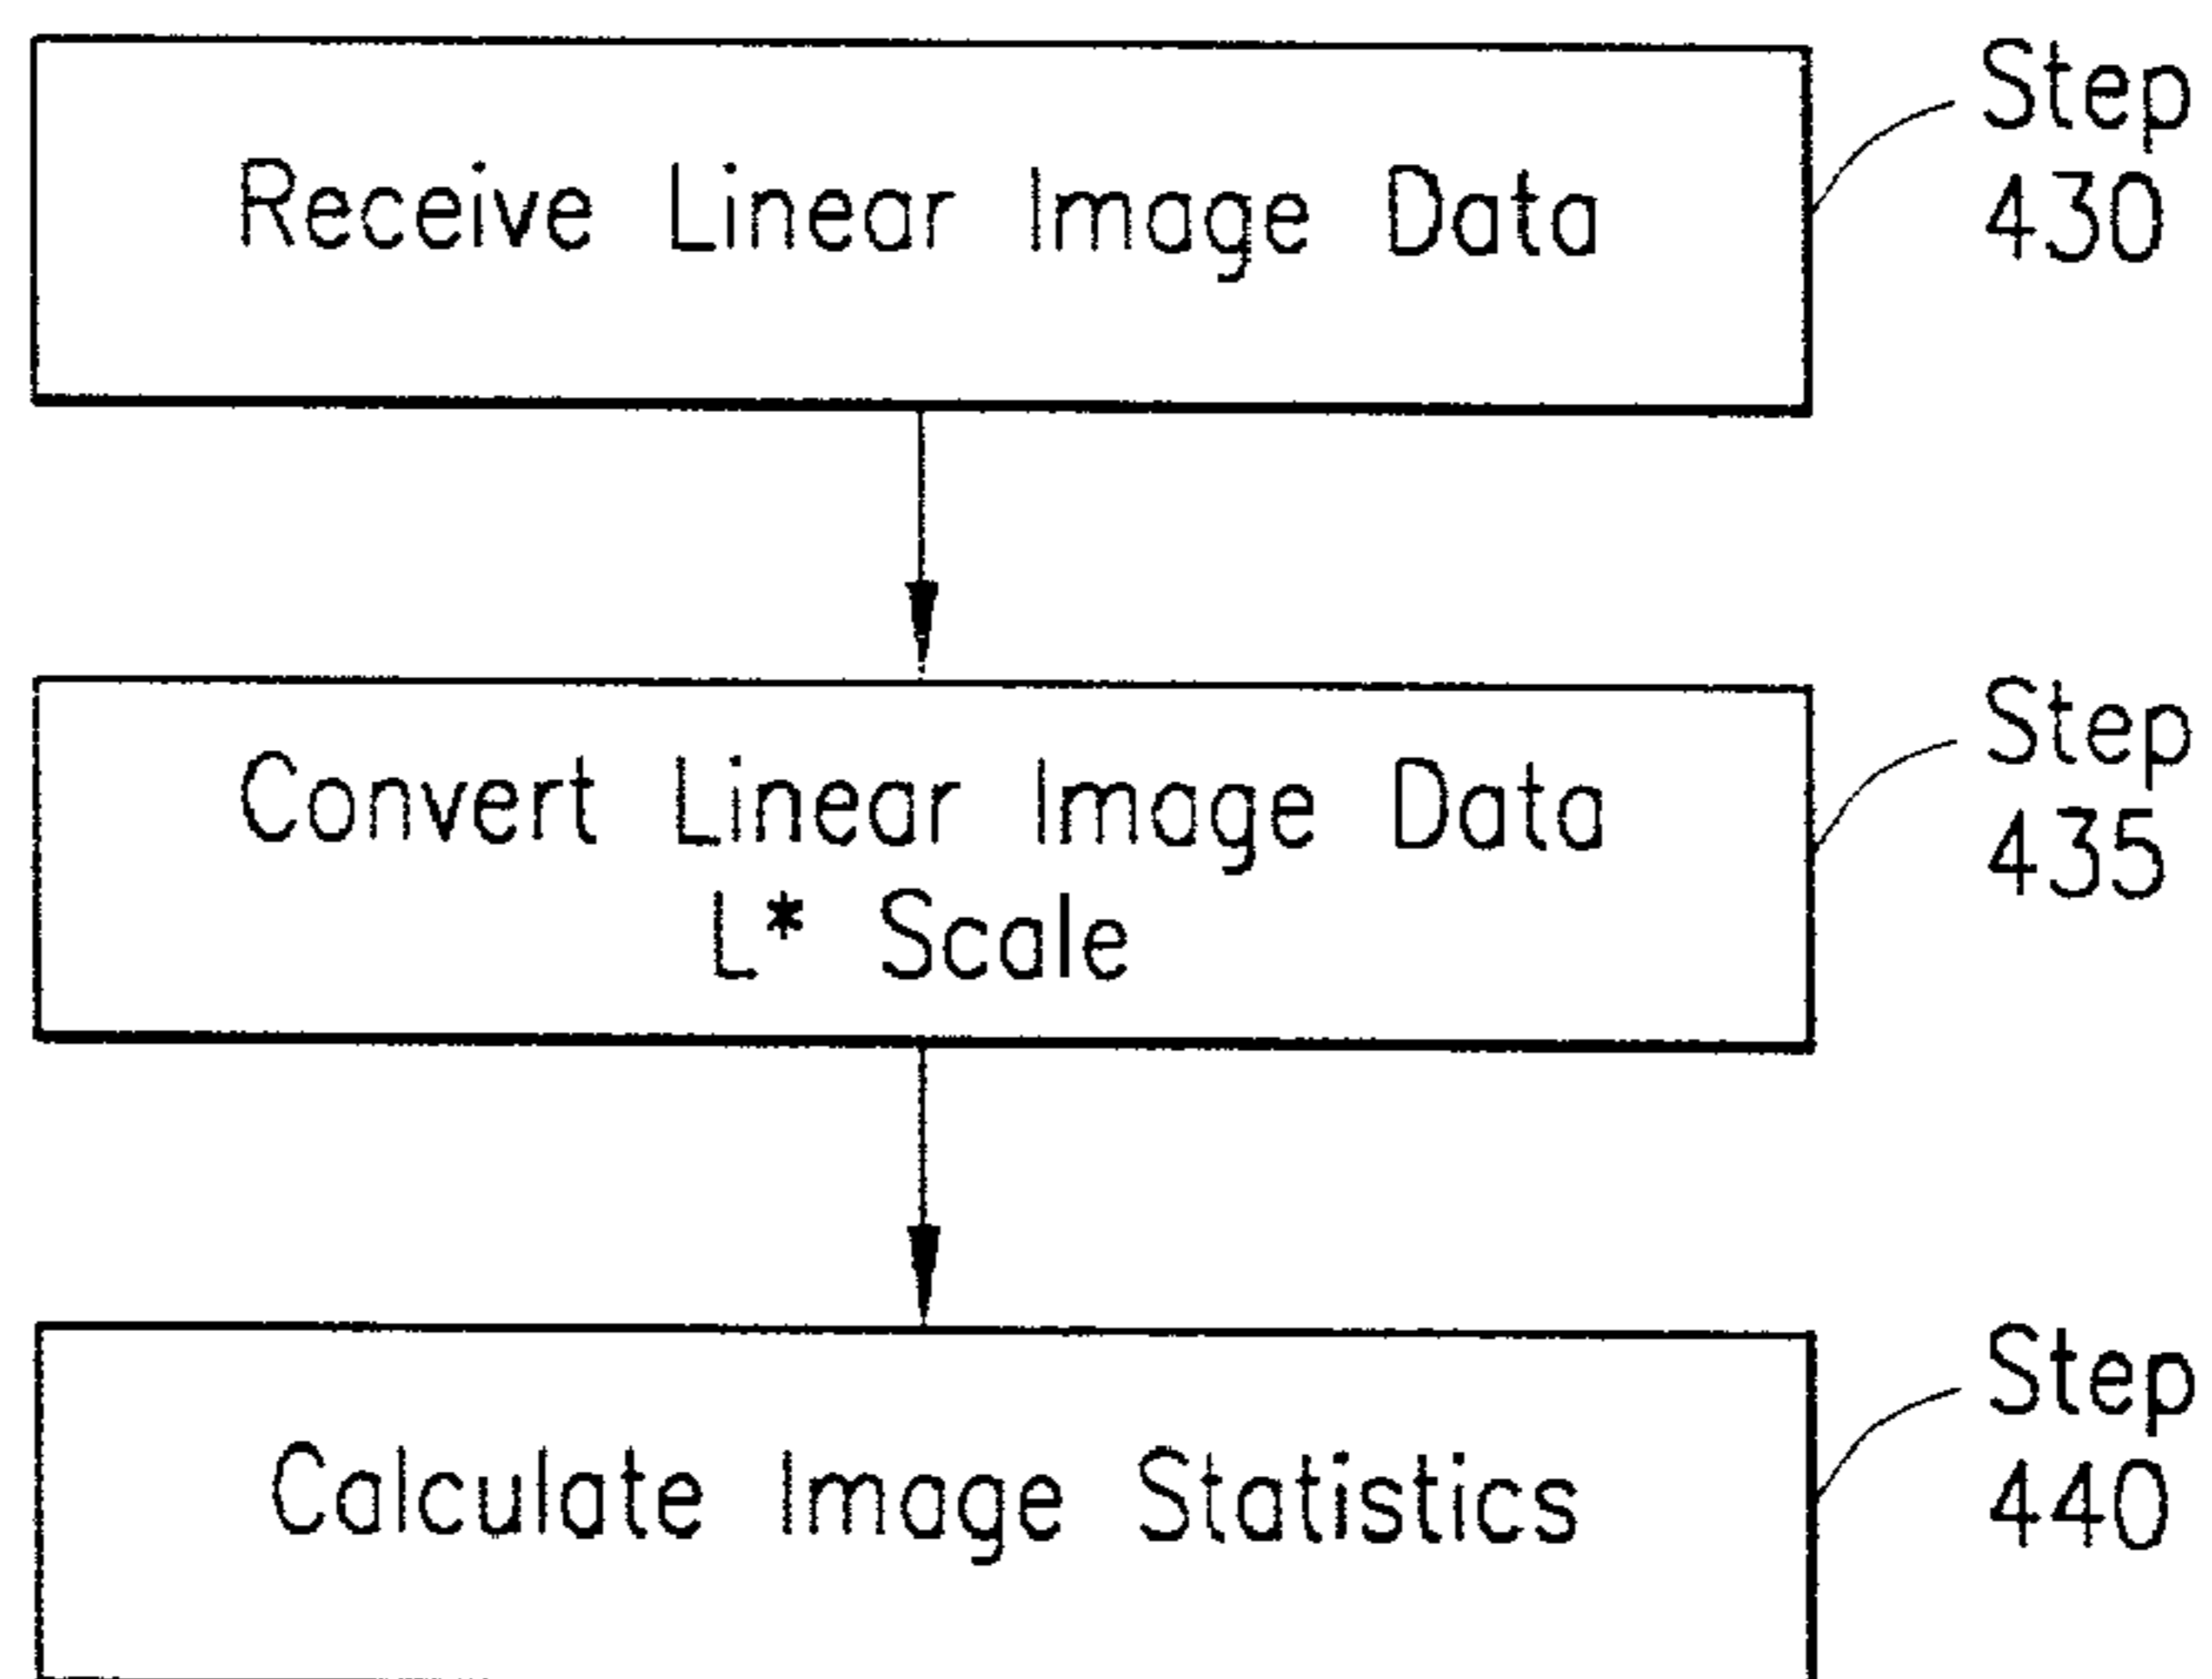 Receive Linear Image Data
Step
430
Convert Linear Image Data
L* Scale
Step
435
Calculate Image Statistics
Step
440